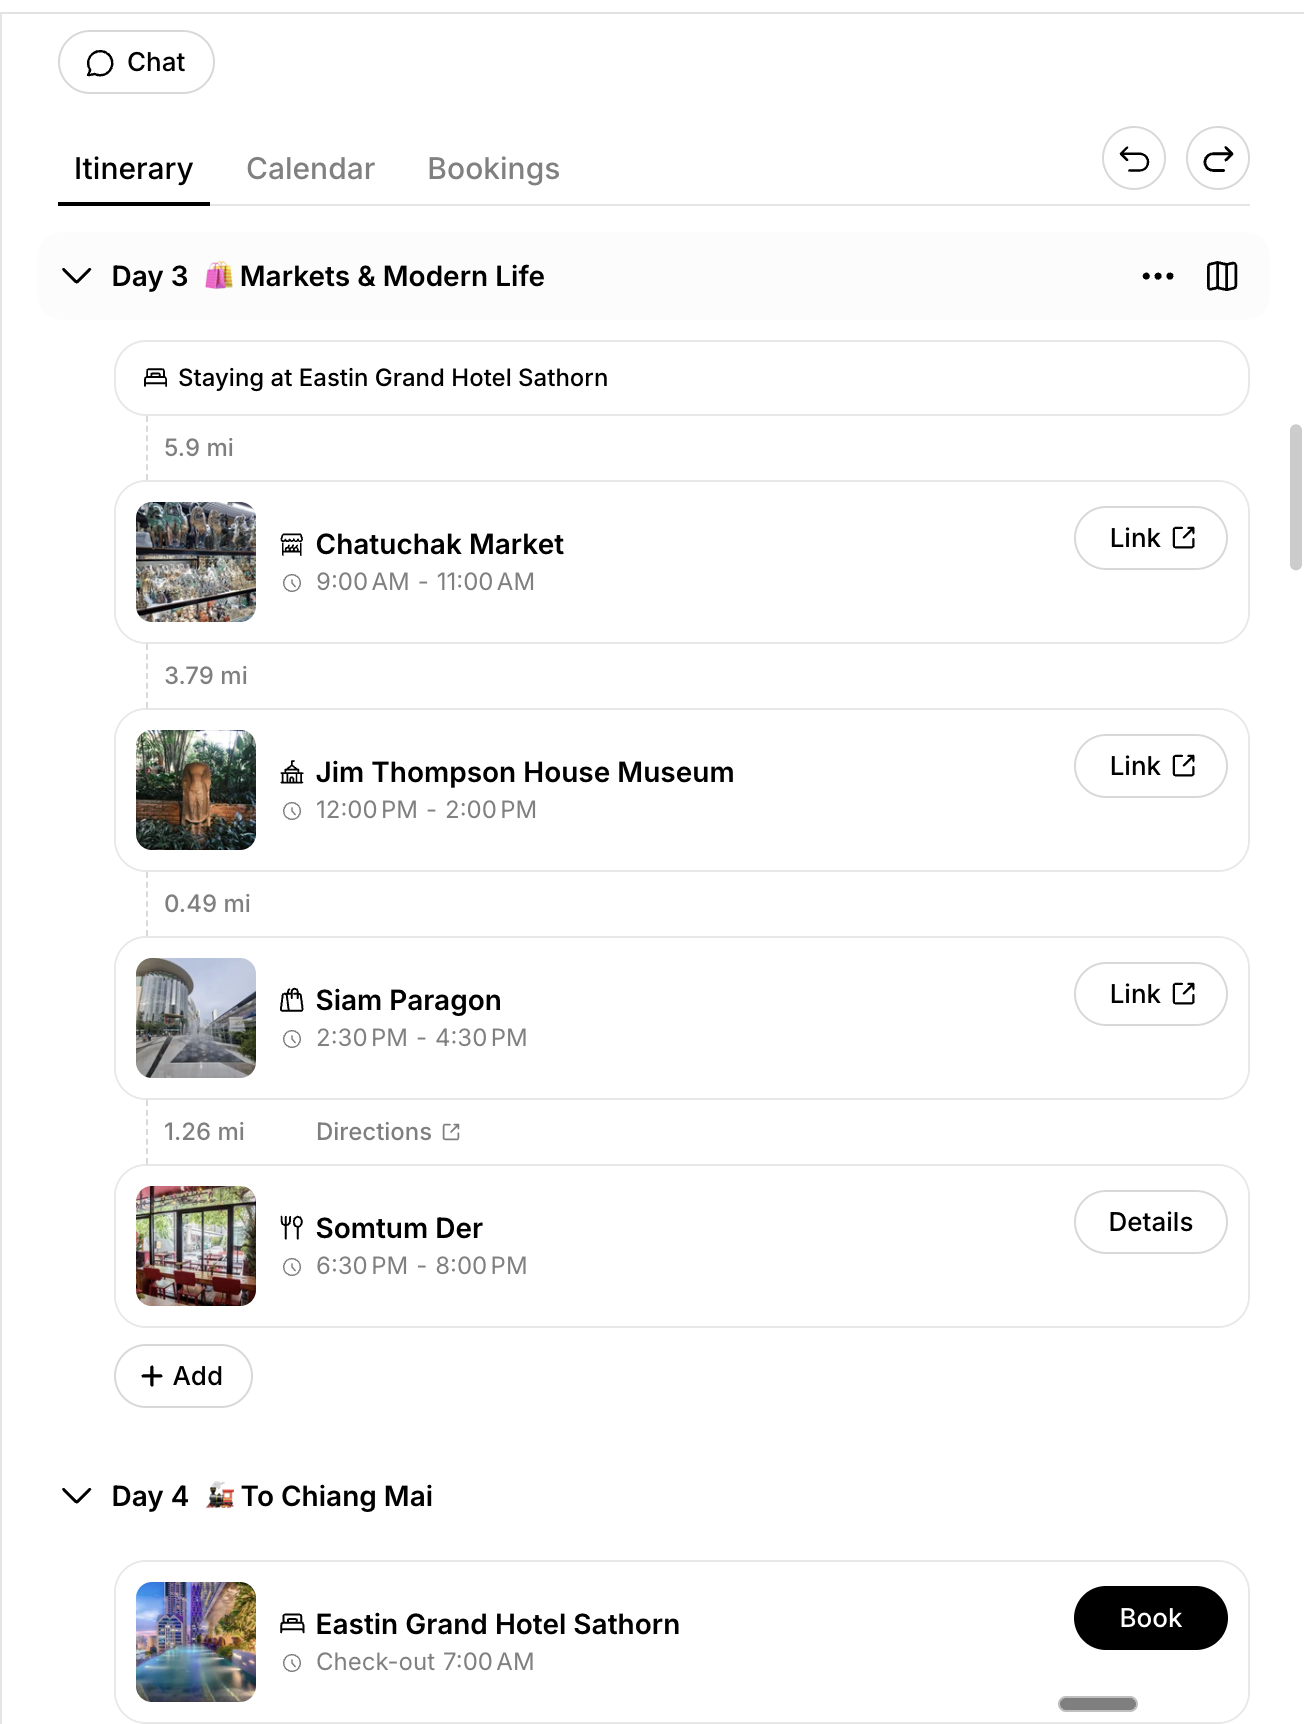 Chat
Itinerary
Calendar
Bookings
Day 3 🛍️ Markets & Modern Life
Staying at Eastin Grand Hotel Sathorn
5.9 mi
Chatuchak Market
9:00 AM - 11:00 AM
Link
3.79 mi
Jim Thompson House Museum
12:00 PM - 2:00 PM
Link
0.49 mi
Siam Paragon
2:30 PM - 4:30 PM
Link
1.26 mi
Directions
Somtum Der
6:30 PM - 8:00 PM
Details
+ Add
Day 4 🚂 To Chiang Mai
Eastin Grand Hotel Sathorn
Check-out 7:00 AM
Book